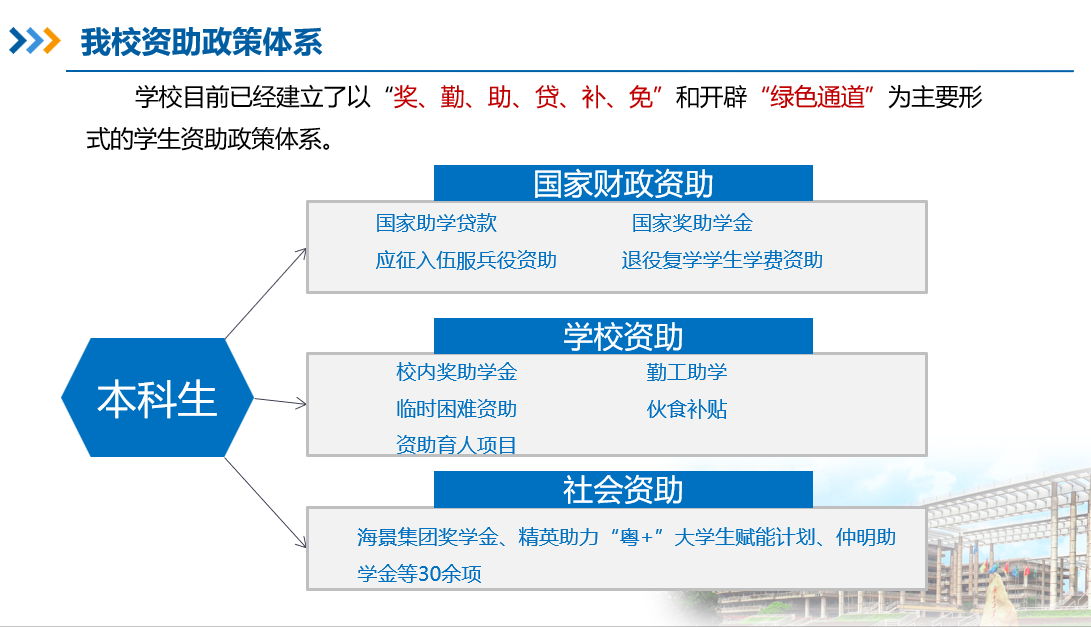 我校资助政策体系
学校目前已经建立了以“奖、勤、助、贷、补、免”和开辟“绿色通道”为主要形
式的学生资助政策体系。
国家财政资助
国家助学贷款 国家奖助学金
应征入伍服兵役资助 退役复学学生学费资助
学校资助
校内奖助学金 勤工助学
临时困难资助 伙食补贴
资助育人项目
本科生
社会资助
海景集团奖学金、精英助力“粤+”大学生赋能计划、仲明助
学金等30余项